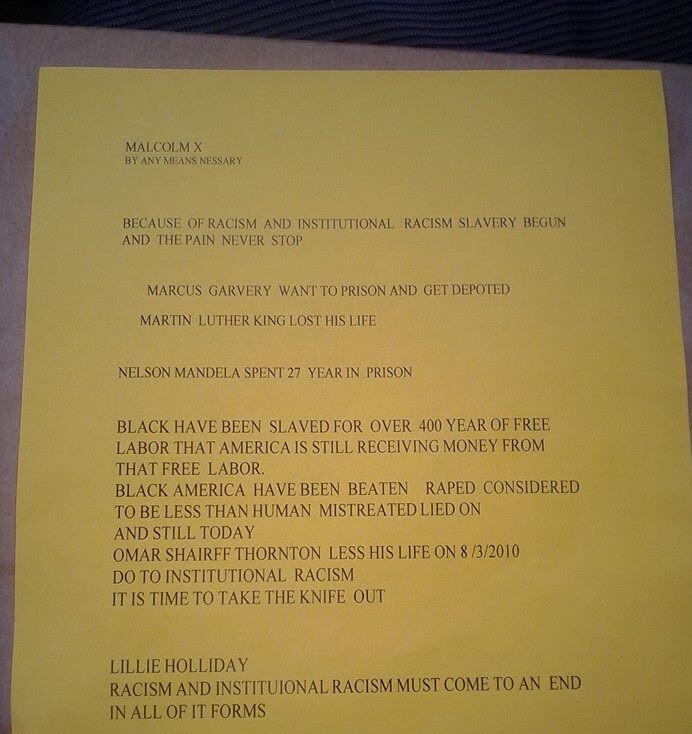 MALCOLM X
BY ANY MEANS NESSARY
BECAUSE OF RACISM AND INSTITUTIONAL RACISM SLAVERY BEGUN
AND THE PAIN NEVER STOP
MARCUS GARVERY WANT TO PRISON AND GET DEPOTED
MARTIN LUTHER KING LOST HIS LIFE
NELSON MANDELA SPENT 27 YEAR IN PRISON
BLACK HAVE BEEN SLAVED FOR OVER 400 YEAR OF FREE
LABOR THAT AMERICA IS STILL RECEIVING MONEY FROM
THAT FREE LABOR.
BLACK AMERICA HAVE BEEN BEATEN RAPED CONSIDERED
TO BE LESS THAN HUMAN MISTREATED LIED ON
AND STILL TODAY
OMAR SHAIRFF THORNTON LESS HIS LIFE ON 8 /3/2010
DO TO INSTITUTIONAL RACISM
IT IS TIME TO TAKE THE KNIFE OUT
LILLIE HOLLIDAY
RACISM AND INSTITUIONAL RACISM MUST COME TO AN END
IN ALL OF IT FORMS